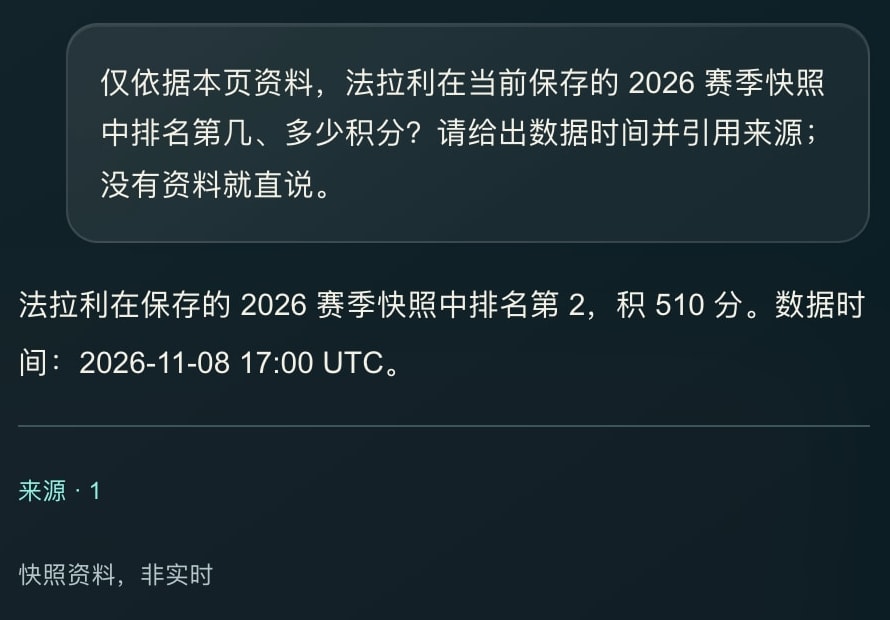 仅依据本页资料，法拉利在当前保存的 2026 赛季快照
中排名第几、多少积分？请给出数据时间并引用来源；
没有资料就直说。
法拉利在保存的 2026 赛季快照中排名第 2，积 510 分。数据时
间：2026-11-08 17:00 UTC。
来源 · 1
快照资料，非实时